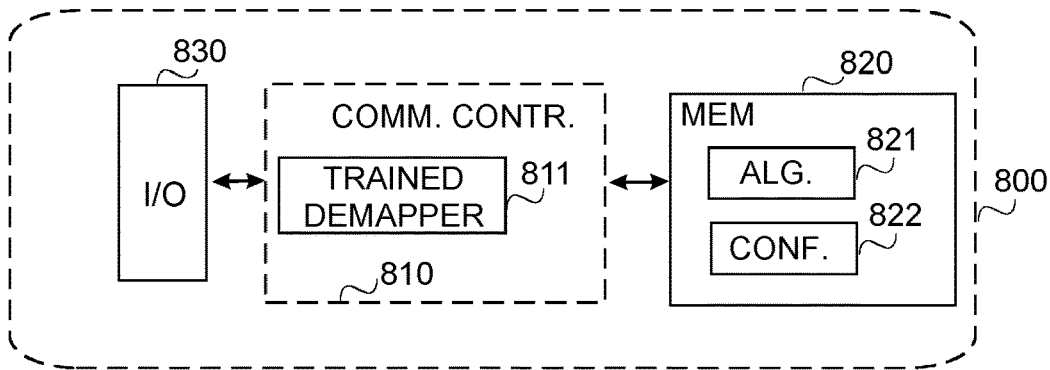 830
820
COMM. CONTR.
MEM
821
TRAINED
DEMAPPER
811
ALG.
800
I/O
822
CONF.
810